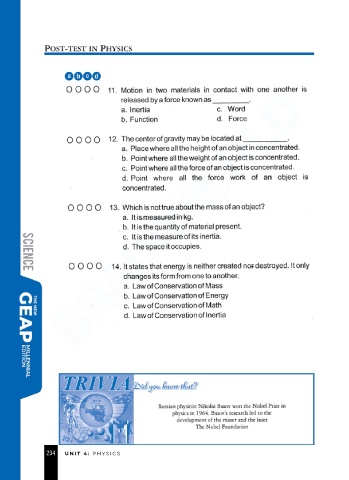 POST-TEST IN PHYSICS
a b c d
11. Motion in two materials in contact with one another is
released by a force known as ________.
a. Inertia c. Word
b. Function d. Force
12. The center of gravity may be located at __________.
a. Place where all the height of an object in concentrated.
b. Point where all the weight of an object is concentrated.
c. Point where all the force of an object is concentrated.
d. Point where all the force work of an object is
concentrated.
13. Which is not true about the mass of an object?
a. It is measured in kg.
b. It is the quantity of material present.
c. It is the measure of its inertia.
d. The space it occupies.
14. It states that energy is neither created nor destroyed. It only
changes its form from one to another.
a. Law of Conservation of Mass
b. Law of Conservation of Energy
c. Law of Conservation of Math
d. Law of Conservation of Inertia
SCIENCE
THE NEW
GEAP
MILLENNIAL
EDITION
TRIVIA Did you know that?
Russian physicist Nikolai Basov won the Nobel Prize in
physics in 1964. Basov's research led to the
development of the maser and the laser.
The Nobel Foundation
234 UNIT 4: PHYSICS